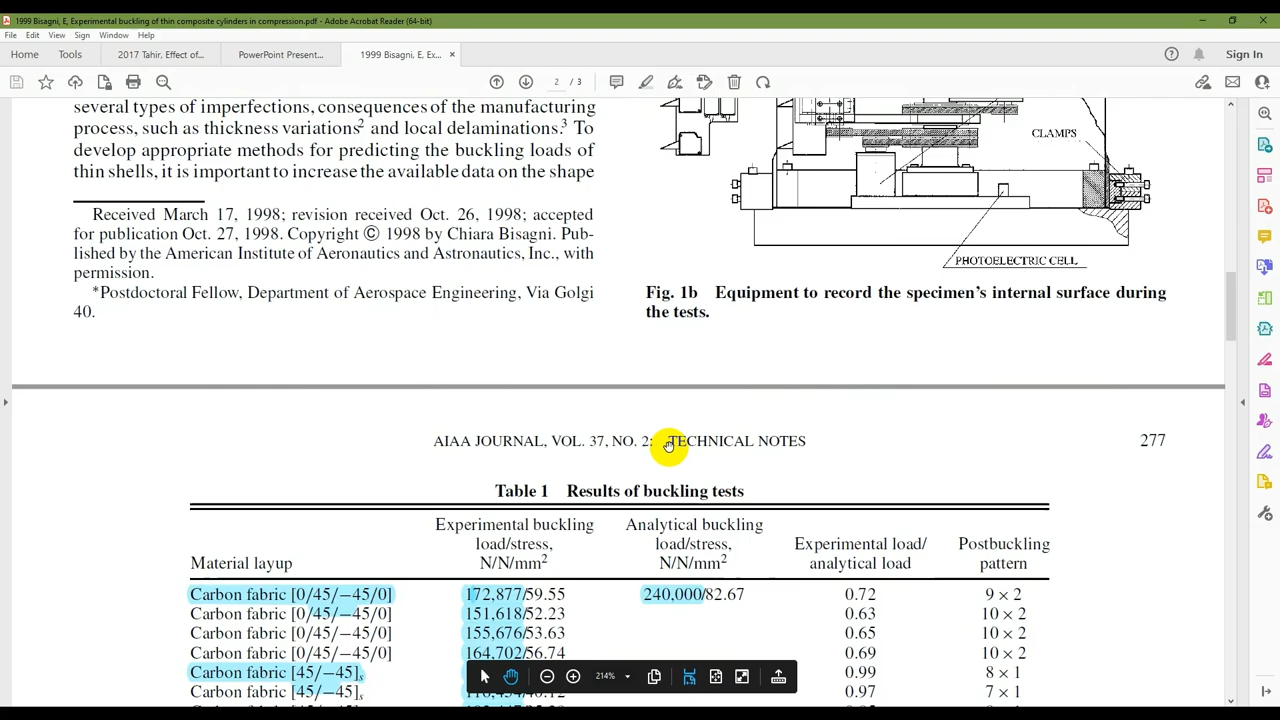 1999 Bisagni, E, Experimental buckling of thin composite cylinders in compression.pdf - Adobe Acrobat Reader (64-bit)
File Edit View Sign Window Help
Home Tools 2017 Tahir, Effect of... PowerPoint Present... 1999 Bisagni, E, Ex... × Sign In
2 / 3
several types of imperfections, consequences of the manufacturing
process, such as thickness variations² and local delaminations.³ To
develop appropriate methods for predicting the buckling loads of
thin shells, it is important to increase the available data on the shape
Received March 17, 1998; revision received Oct. 26, 1998; accepted
for publication Oct. 27, 1998. Copyright © 1998 by Chiara Bisagni. Pub-
lished by the American Institute of Aeronautics and Astronautics, Inc., with
permission.
*Postdoctoral Fellow, Department of Aerospace Engineering, Via Golgi
40.
CLAMPS
PHOTOELECTRIC CELL
Fig. 1b Equipment to record the specimen's internal surface during
the tests.
AIAA JOURNAL, VOL. 37, NO. 2: TECHNICAL NOTES 277
Table 1 Results of buckling tests
Experimental buckling Analytical buckling
load/stress, load/stress, Experimental load/ Postbuckling
Material layup N/N/mm² N/N/mm² analytical load pattern
Carbon fabric [0/45/−45/0] 172,877/59.55 240,000/82.67 0.72 9 × 2
Carbon fabric [0/45/−45/0] 151,618/52.23 0.63 10 × 2
Carbon fabric [0/45/−45/0] 155,676/53.63 0.65 10 × 2
Carbon fabric [0/45/−45/0] 164,702/56.74 0.69 10 × 2
Carbon fabric [45/−45]s 0.99 8 × 1
Carbon fabric [45/−45]s 0.97 7 × 1
214%